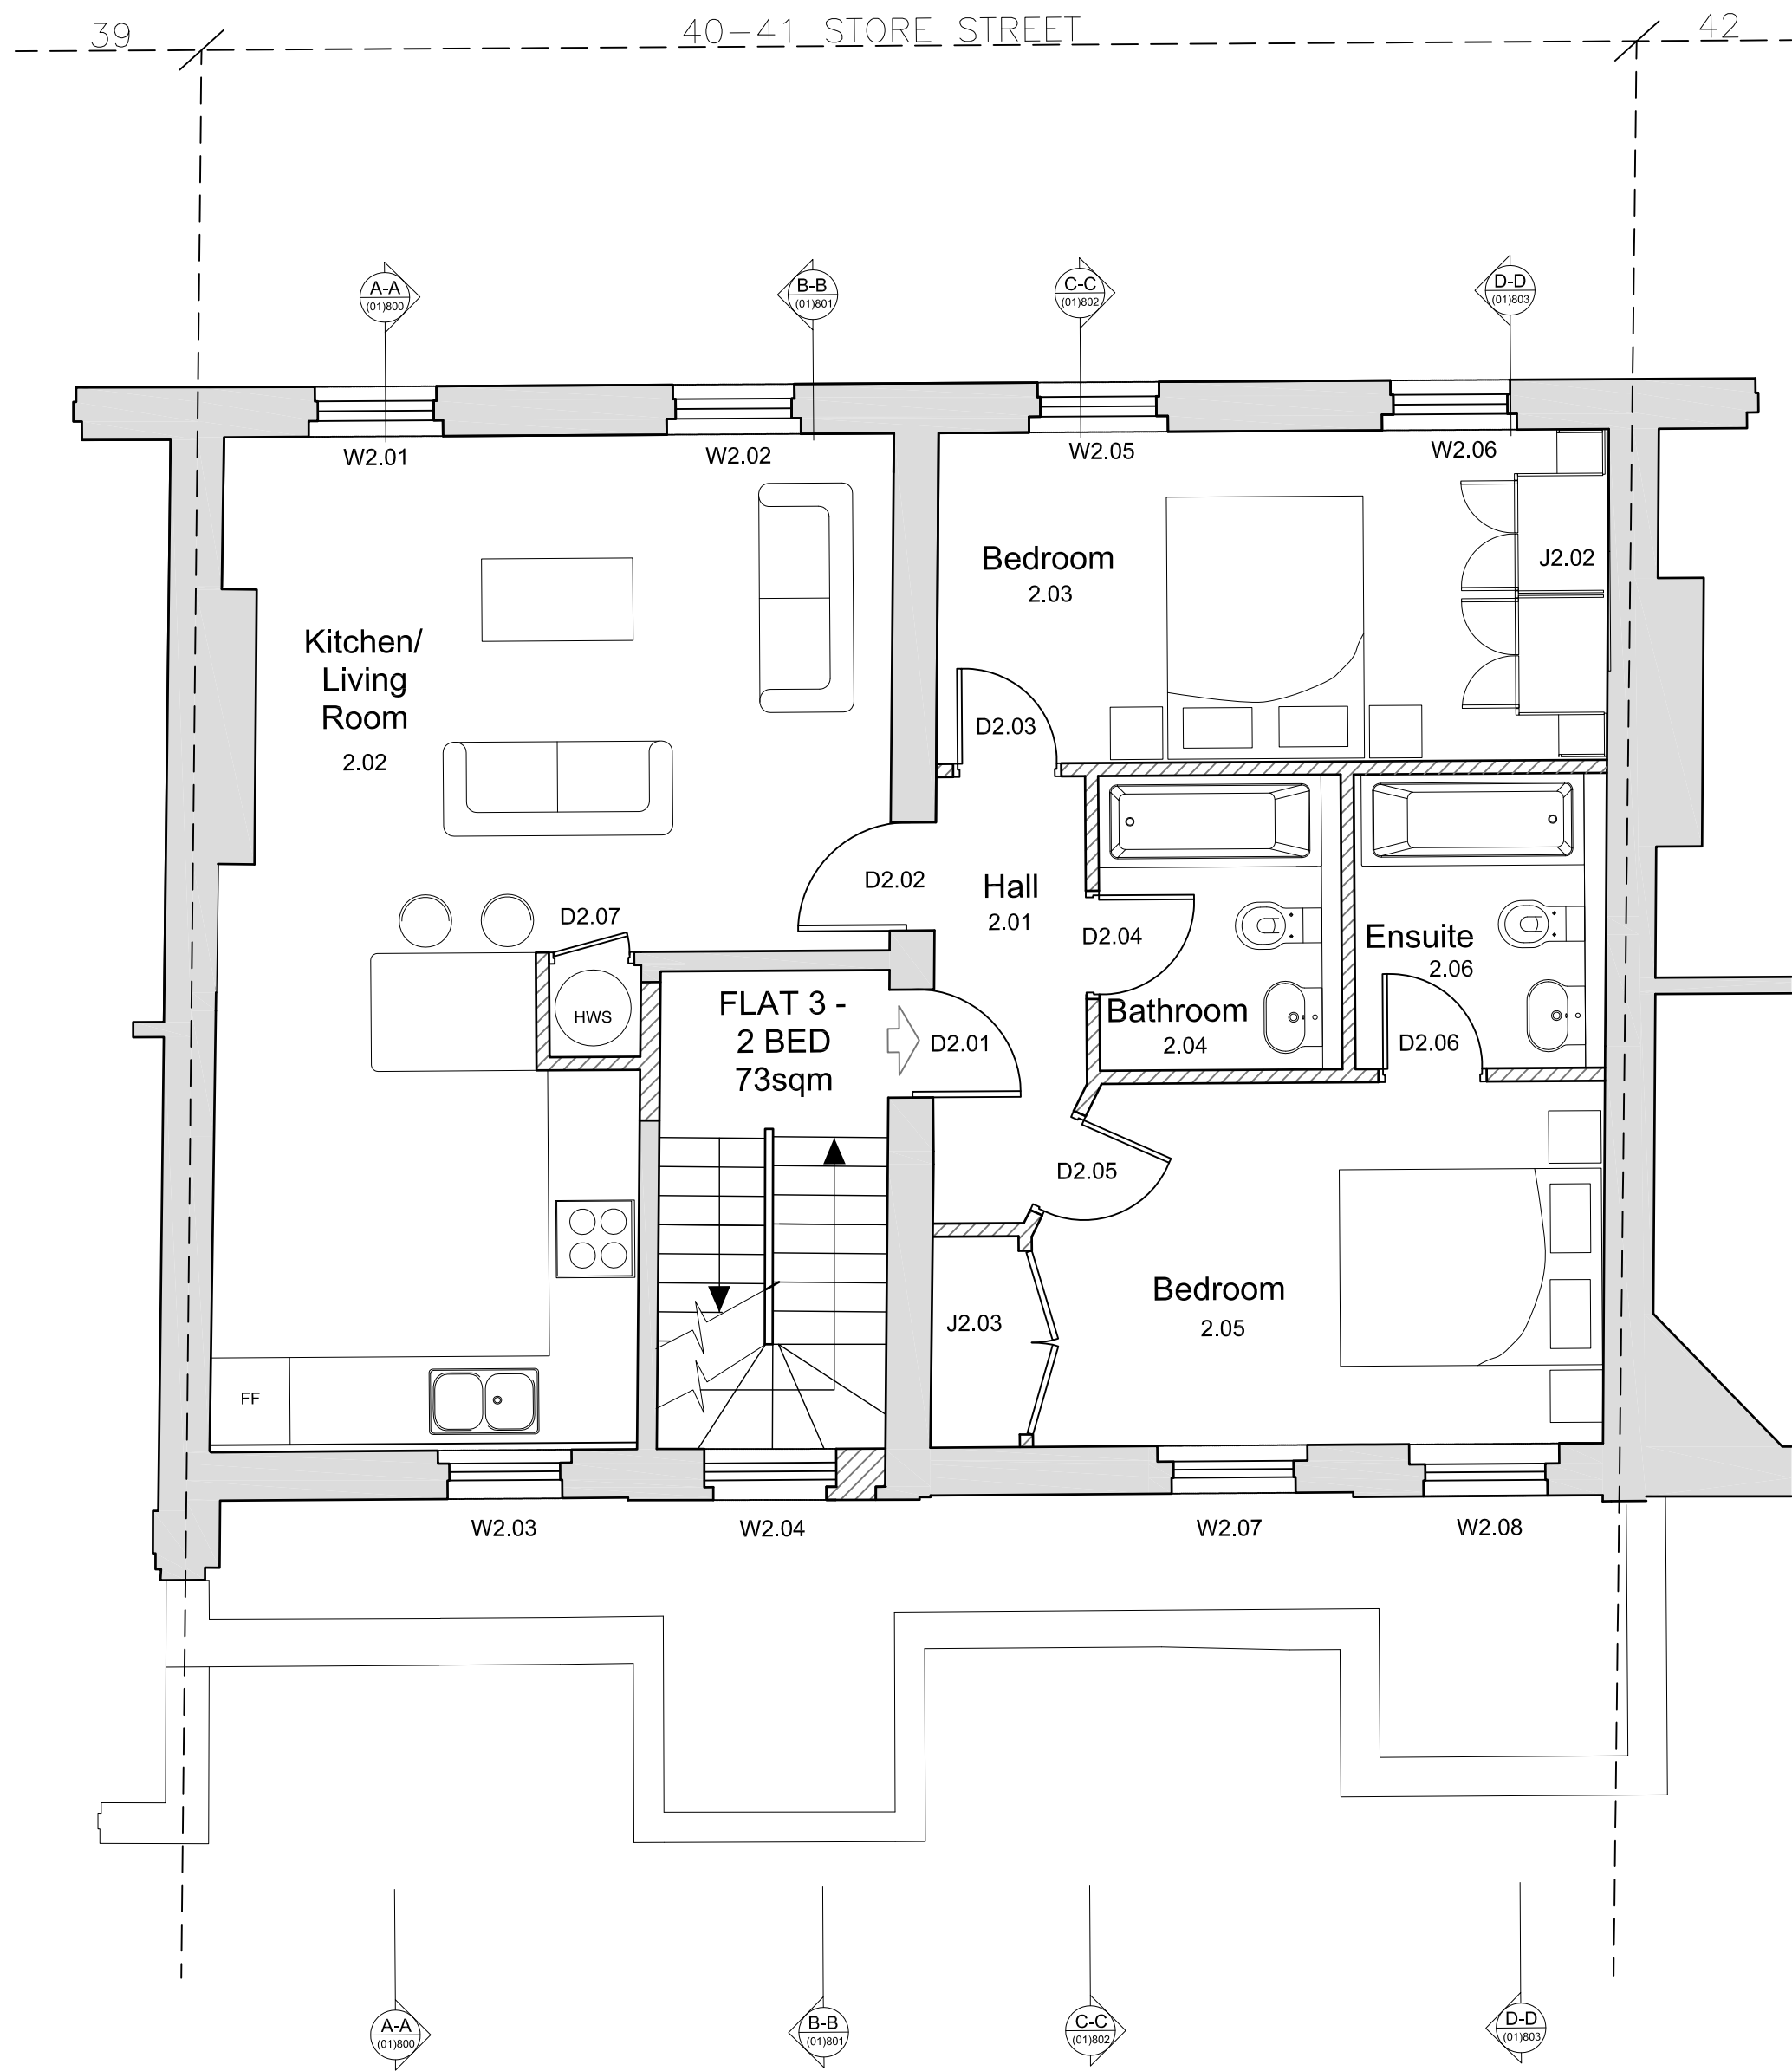 39
40-41 STORE STREET
42
A-A
(01)800
B-B
(01)801
C-C
(01)802
D-D
(01)803
W2.01
W2.02
W2.05
W2.06
Bedroom
2.03
J2.02
Kitchen/
Living
Room
2.02
D2.03
D2.02
Hall
2.01
D2.07
D2.04
Ensuite
2.06
HWS
FLAT 3 -
2 BED
73sqm
D2.01
Bathroom
2.04
D2.06
D2.05
Bedroom
2.05
J2.03
FF
W2.03
W2.04
W2.07
W2.08
A-A
(01)800
B-B
(01)801
C-C
(01)802
D-D
(01)803